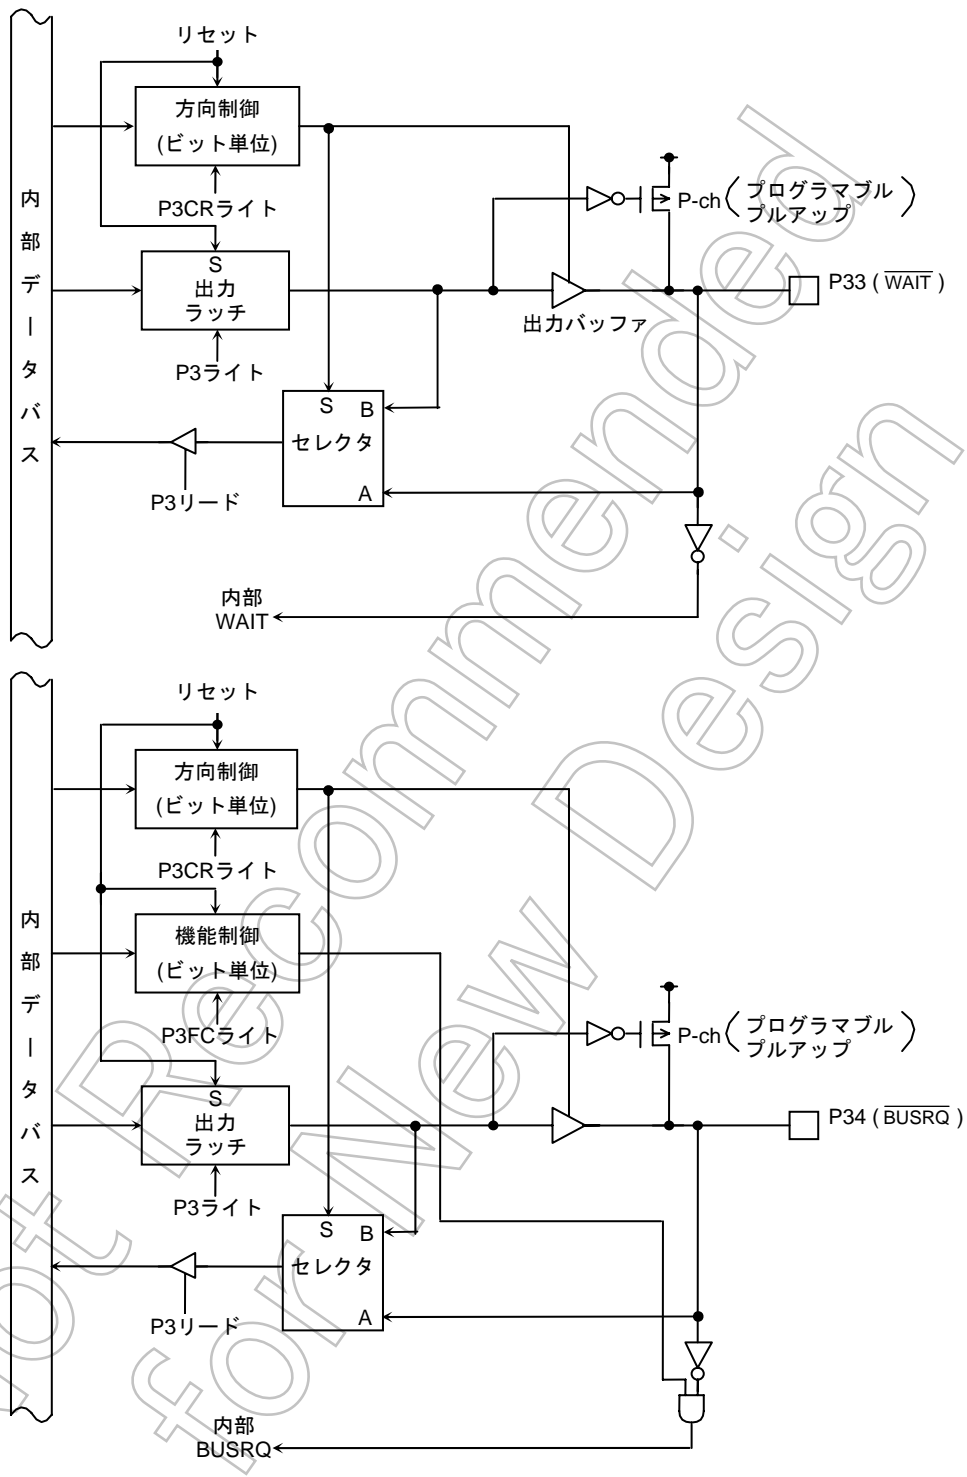 リセット
方向制御
(ビット単位)
P3CRライト
内部データバス
S
出力
ラッチ
P3ライト
P-ch
プログラマブル
プルアップ
P33 ( WAIT )
出力バッファ
S B
セレクタ
A
P3リード
内部
WAIT
リセット
方向制御
(ビット単位)
P3CRライト
内部データバス
機能制御
(ビット単位)
P3FCライト
S
出力
ラッチ
P3ライト
P-ch
プログラマブル
プルアップ
P34 ( BUSRQ )
S B
セレクタ
A
P3リード
内部
BUSRQ
Not Recommended
for New Design